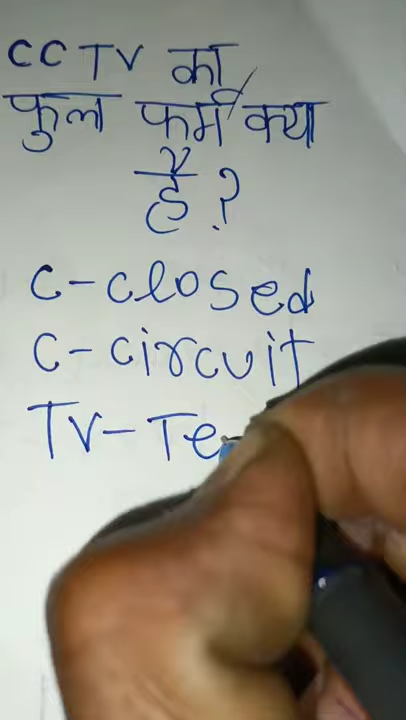 CCTV का
फुल फर्म क्या
है?
C-closed
C-circuit
TV-Te